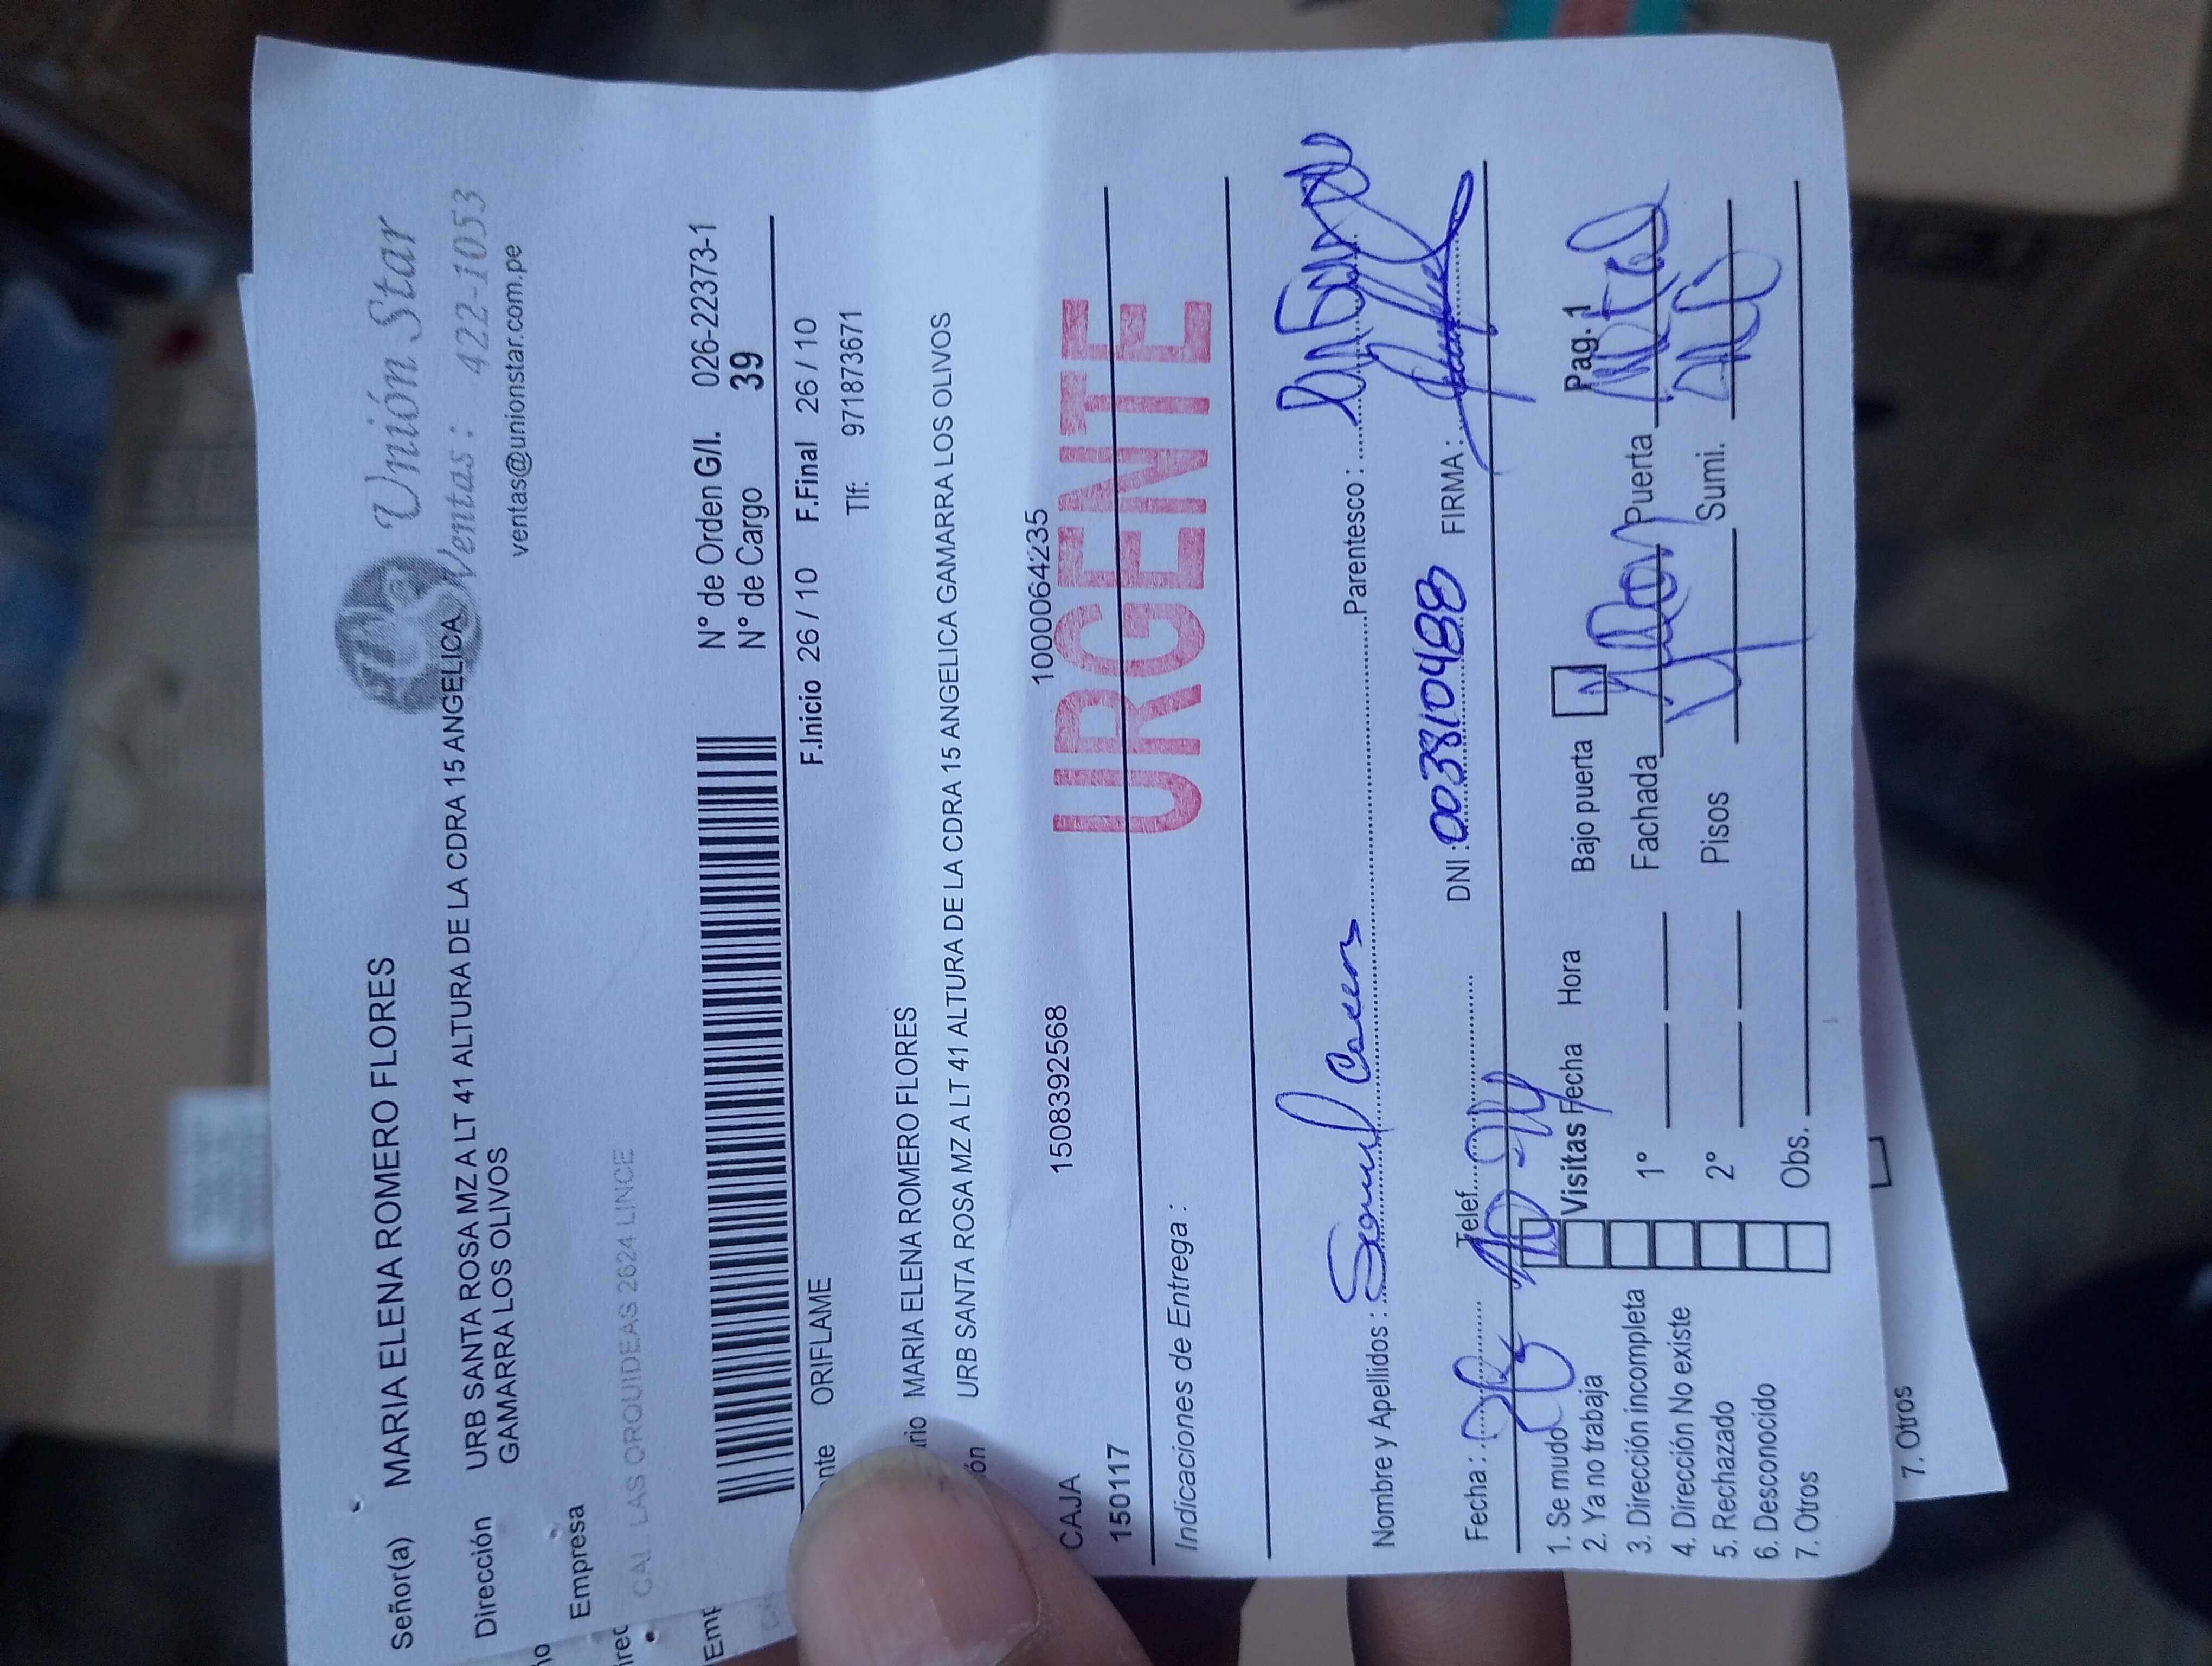 Unión Star
Ventas : 422-1053
ventas@unionstar.com.pe
Señor(a) MARIA ELENA ROMERO FLORES
Dirección URB SANTA ROSA MZ A LT 41 ALTURA DE LA CDRA 15 ANGELICA
GAMARRA LOS OLIVOS
Empresa
CAL LAS ORQUIDEAS 2624 LINCE
N° de Orden G/I. 026-222373-1
N° de Cargo 39
F.Inicio 26 / 10 F.Final 26 / 10
ORIFLAME
Tlf: 971873671
MARIA ELENA ROMERO FLORES
URB SANTA ROSA MZ A LT 41 ALTURA DE LA CDRA 15 ANGELICA GAMARRA LOS OLIVOS
CAJA 1508392568 10000642235
150117
URGENTE
Indicaciones de Entrega :
Nombre y Apellidos : Parentesco :
Fecha : Telef. DNI : FIRMA :
Pag. 1
1. Se mudo
2. Ya no trabaja
3. Dirección incompleta
4. Dirección No existe
5. Rechazado
6. Desconocido
7. Otros
Visitas Fecha Hora Bajo puerta
1° Fachada Puerta
2° Pisos Sumi.
Obs.
7. Otros